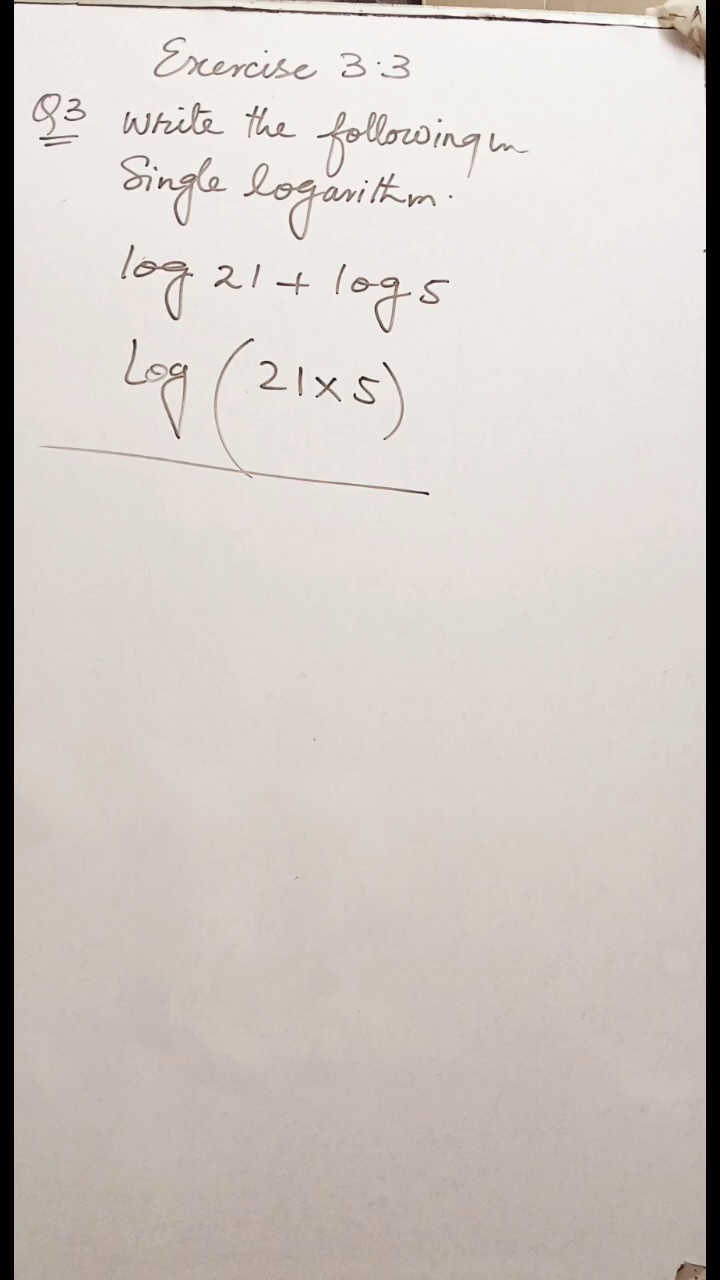 Exercise 3.3
Q3 Write the following in
Single logarithm.
log 21 + log 5
Log (21 × 5)